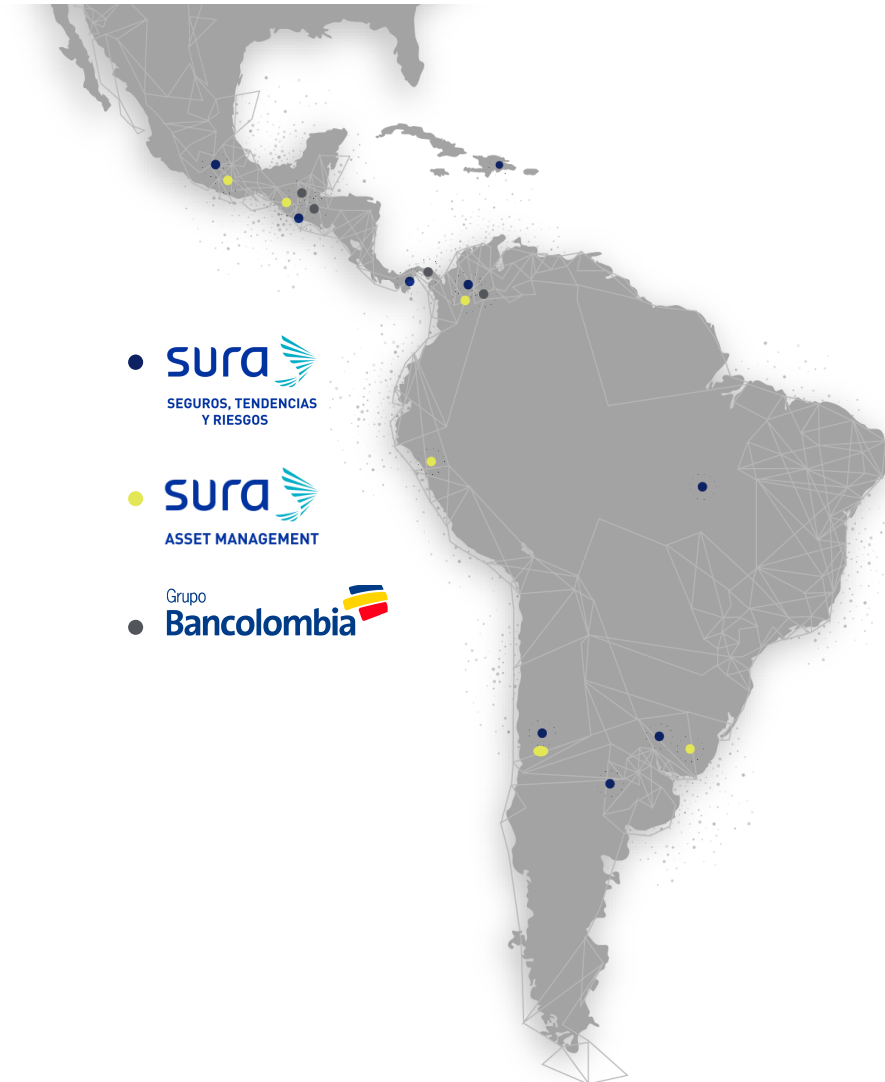 sura
SEGUROS, TENDENCIAS
Y RIESGOS
sura
ASSET MANAGEMENT
Grupo
Bancolombia